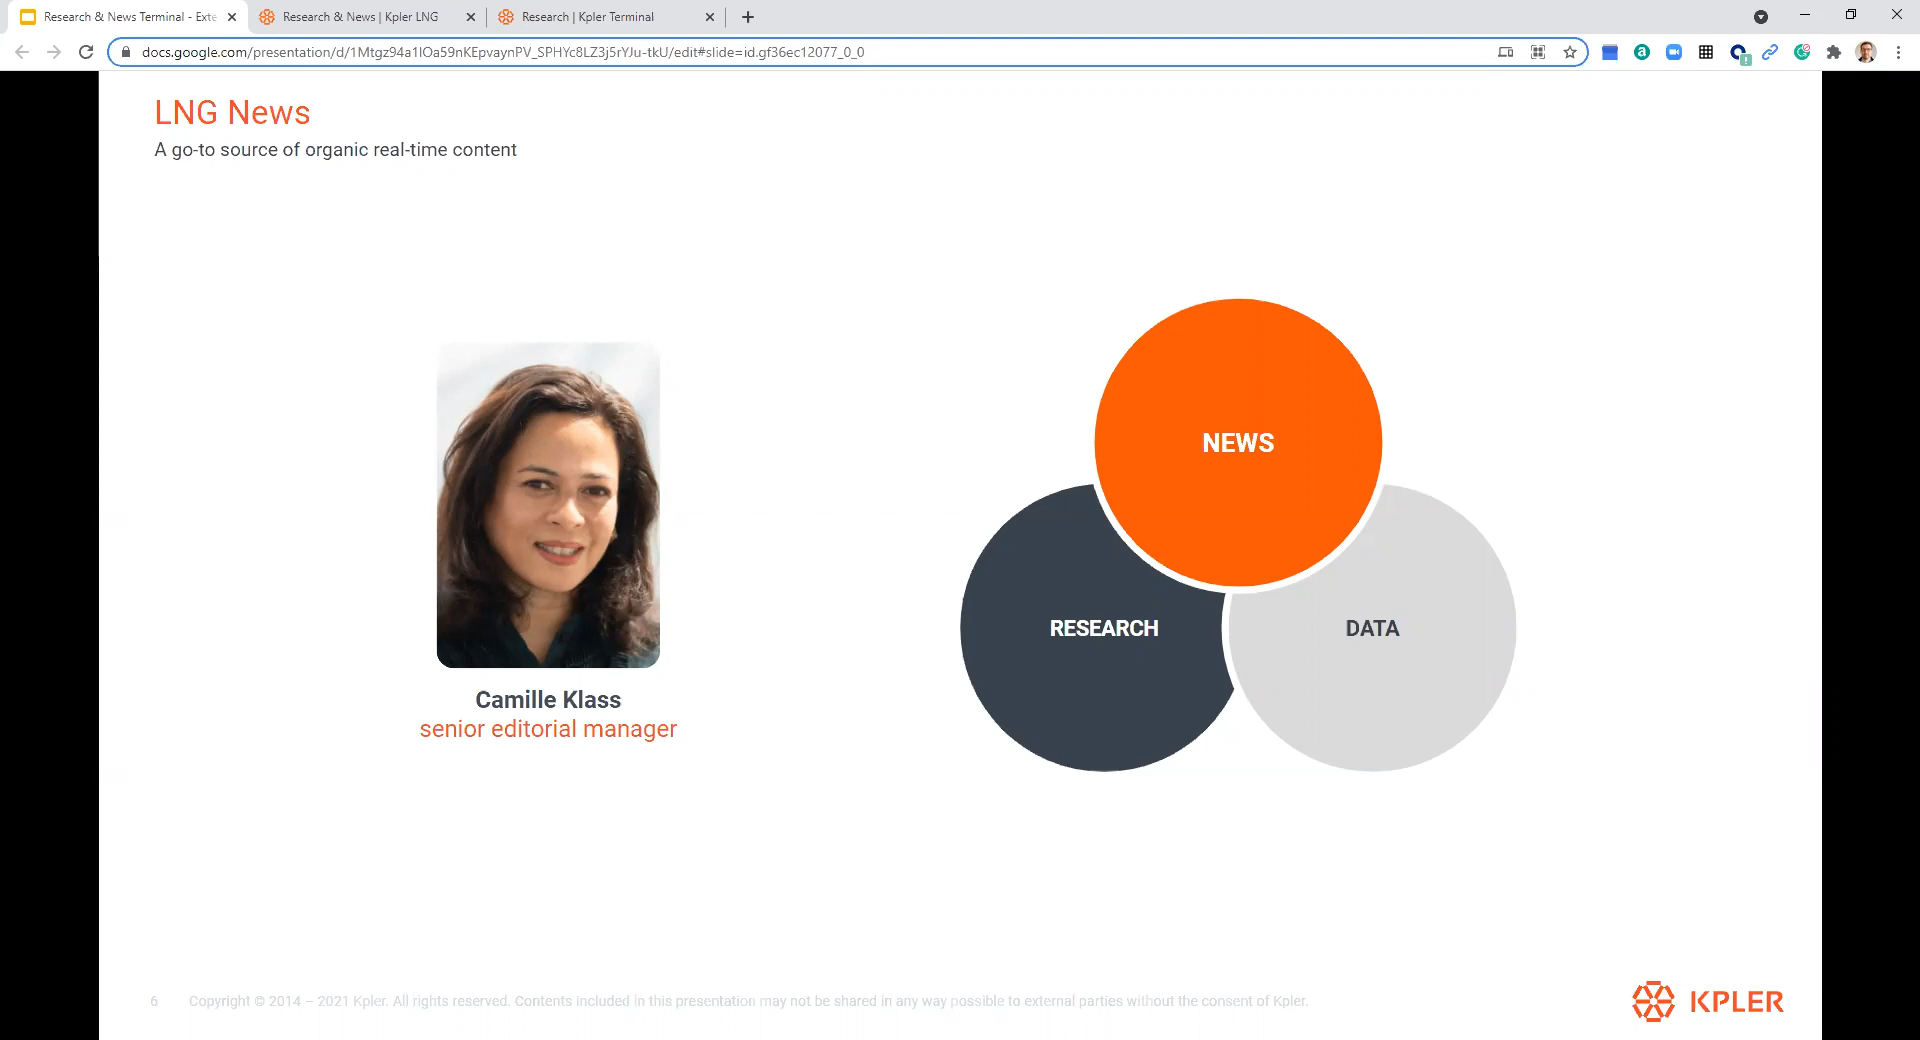 Research & News Terminal - Exte
Research & News | Kpler LNG
Research | Kpler Terminal
docs.google.com/presentation/d/1Mtgz94a1lOa59nKEpvaynPV_SPHYc8LZ3j5rYJu-tkU/edit#slide=id.gf36ec12077_0_0
LNG News
A go-to source of organic real-time content
NEWS
RESEARCH
DATA
Camille Klass
senior editorial manager
6
Copyright © 2014 – 2021 Kpler. All rights reserved. Contents included in this presentation may not be shared in any way possible to external parties without the consent of Kpler.
KPLER